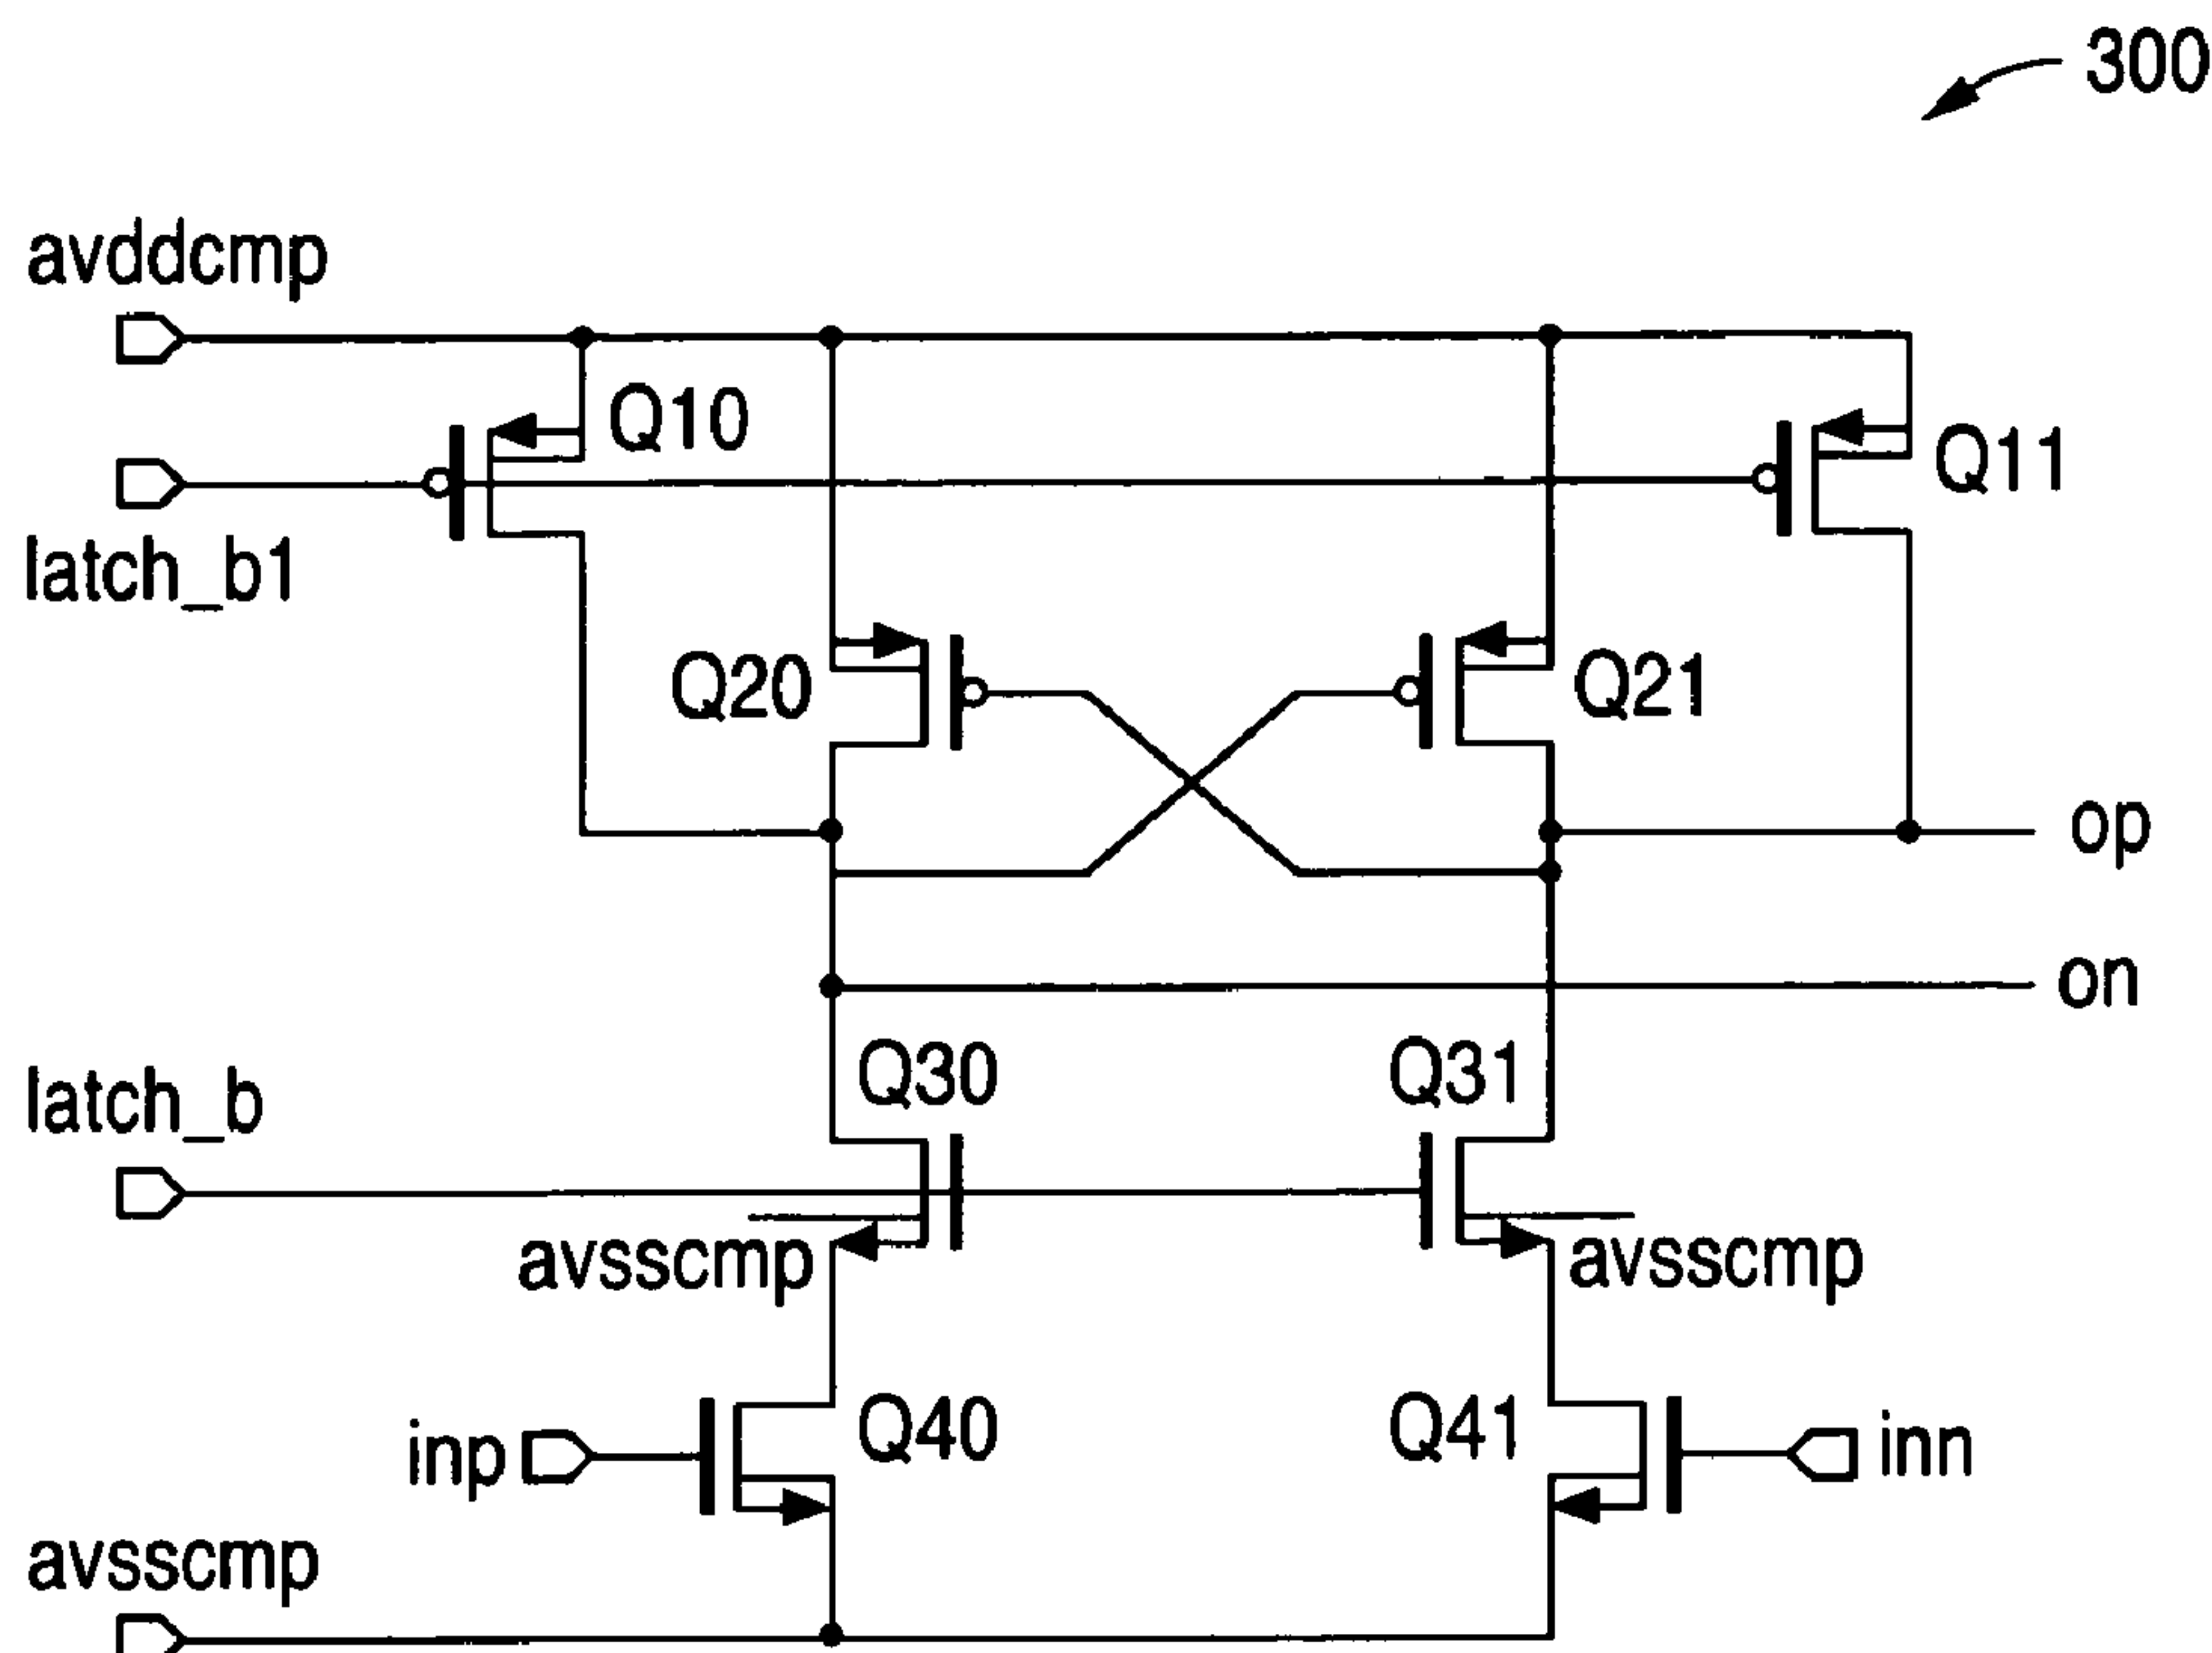 300
avddcmp
Q10
Q11
latch_b1
Q20
Q21
op
on
Q30
Q31
latch_b
avsscmp
avsscmp
inp
Q40
Q41
inn
avsscmp